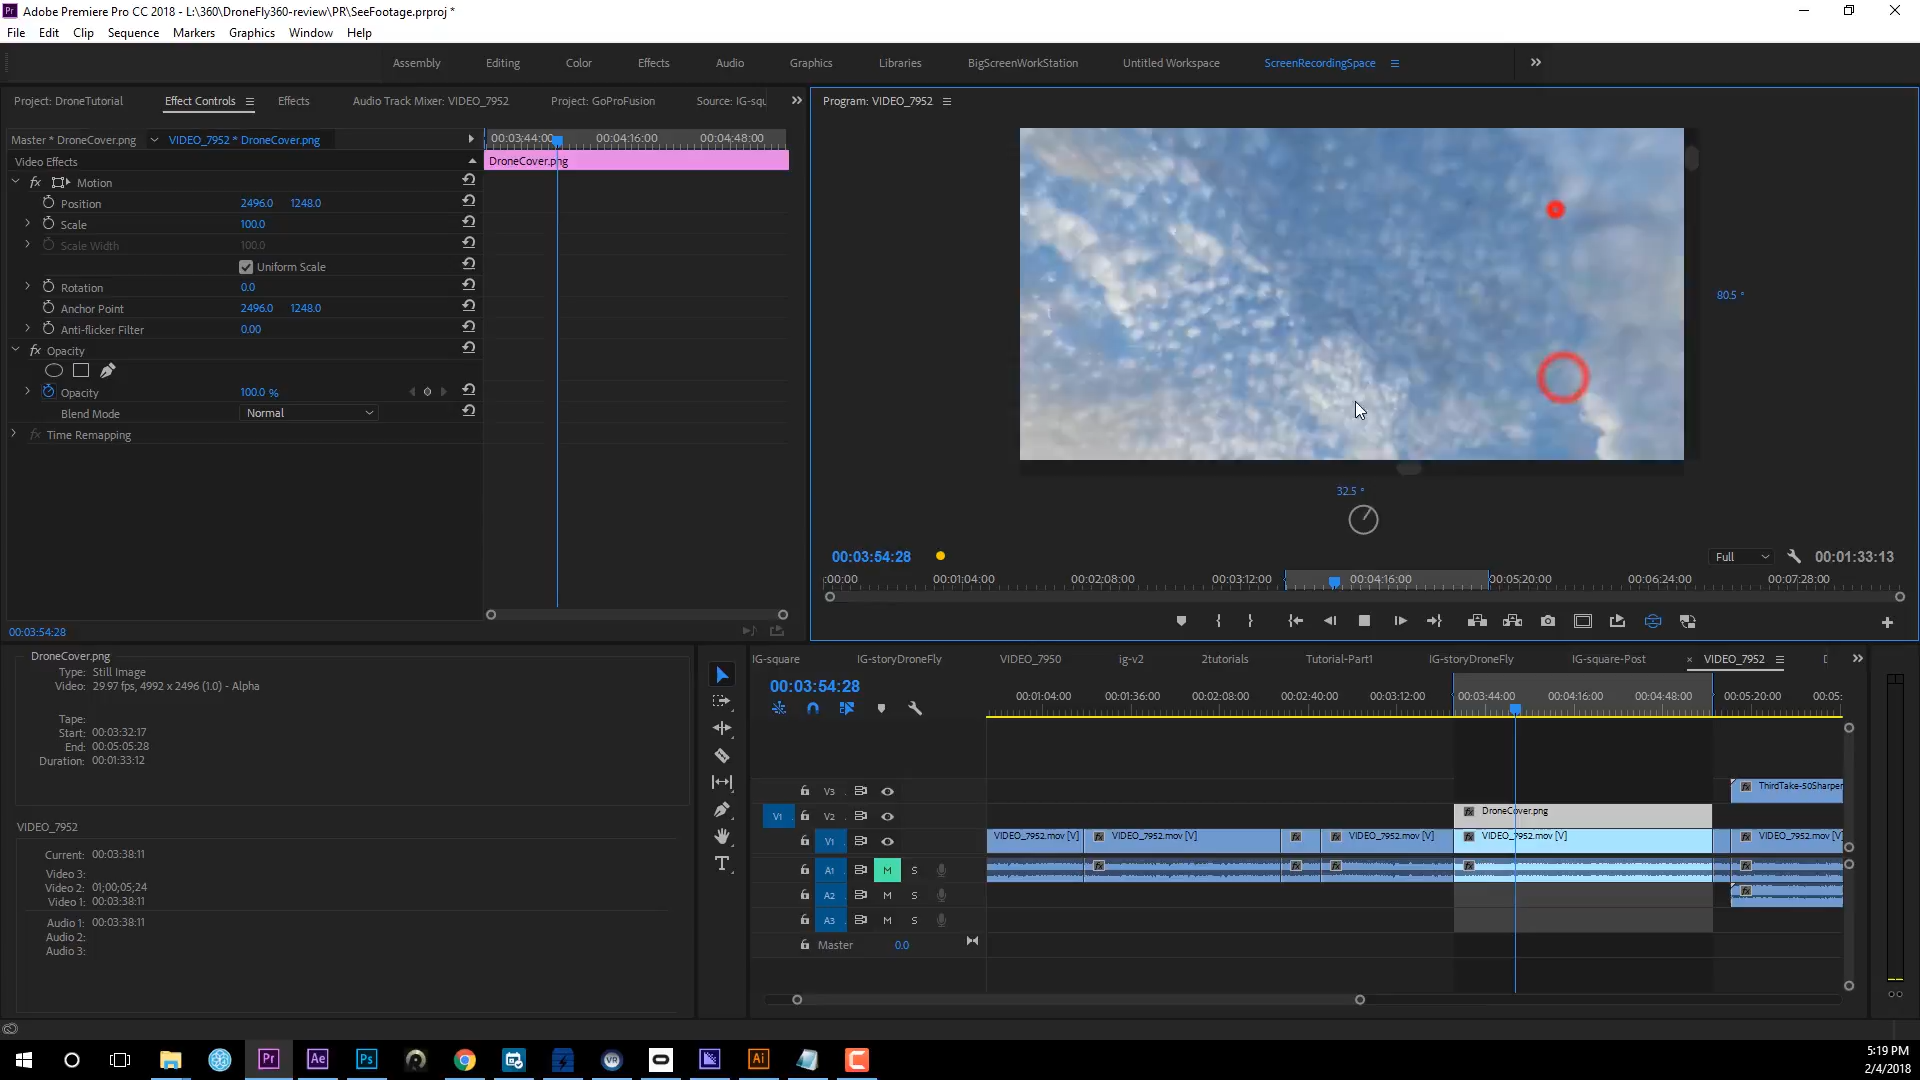 Adobe Premiere Pro CC 2018 - L:\360\DroneFly360-review\PR\SeeFootage.prproj *
File Edit Clip Sequence Markers Graphics Window Help
Assembly Editing Color Effects Audio Graphics Libraries BigScreenWorkStation Untitled Workspace ScreenRecordingSpace
Project: DroneTutorial Effect Controls Effects Audio Track Mixer: VIDEO_7952 Project: GoProFusion Source: IG-squ
Program: VIDEO_7952
Master * DroneCover.png VIDEO_7952 * DroneCover.png
00:03:44:00 00:04:16:00 00:04:48:00
Video Effects
DroneCover.png
fx Motion
Position 2496.0 1248.0
Scale 100.0
Scale Width 100.0
Uniform Scale
Rotation 0.0
Anchor Point 2496.0 1248.0
Anti-flicker Filter 0.00
fx Opacity
Opacity 100.0 %
Blend Mode Normal
fx Time Remapping
00:03:54:28
80.5 °
32.5 °
00:03:54:28 Full 00:01:33:13
:00:00 00:01:04:00 00:02:08:00 00:03:12:00 00:04:16:00 00:05:20:00 00:06:24:00 00:07:28:00
DroneCover.png
Type: Still Image
Video: 29.97 fps, 4992 x 2496 (1.0) - Alpha
Tape:
Start: 00:03:32:17
End: 00:05:05:28
Duration: 00:01:33:12
VIDEO_7952
Current: 00:03:38:11
Video 3:
Video 2: 01;00;05;24
Video 1: 00:03:38:11
Audio 1: 00:03:38:11
Audio 2:
Audio 3:
IG-square IG-storyDroneFly VIDEO_7950 ig-v2 2tutorials Tutorial-Part1 IG-storyDroneFly IG-square-Post × VIDEO_7952
00:03:54:28
00:01:04:00 00:01:36:00 00:02:08:00 00:02:40:00 00:03:12:00 00:03:44:00 00:04:16:00 00:04:48:00 00:05:20:00 00:05:
V3 ThirdTake-50Sharper
V1 V2 DroneCover.png
V1 VIDEO_7952.mov [V] VIDEO_7952.mov [V] VIDEO_7952.mov [V] VIDEO_7952.mov [V] VIDEO_7952.mov [V]
A1 M S
A2 M S
A3 M S
Master 0.0
Pr Ae Ps VR Ai
5:19 PM
2/4/2018